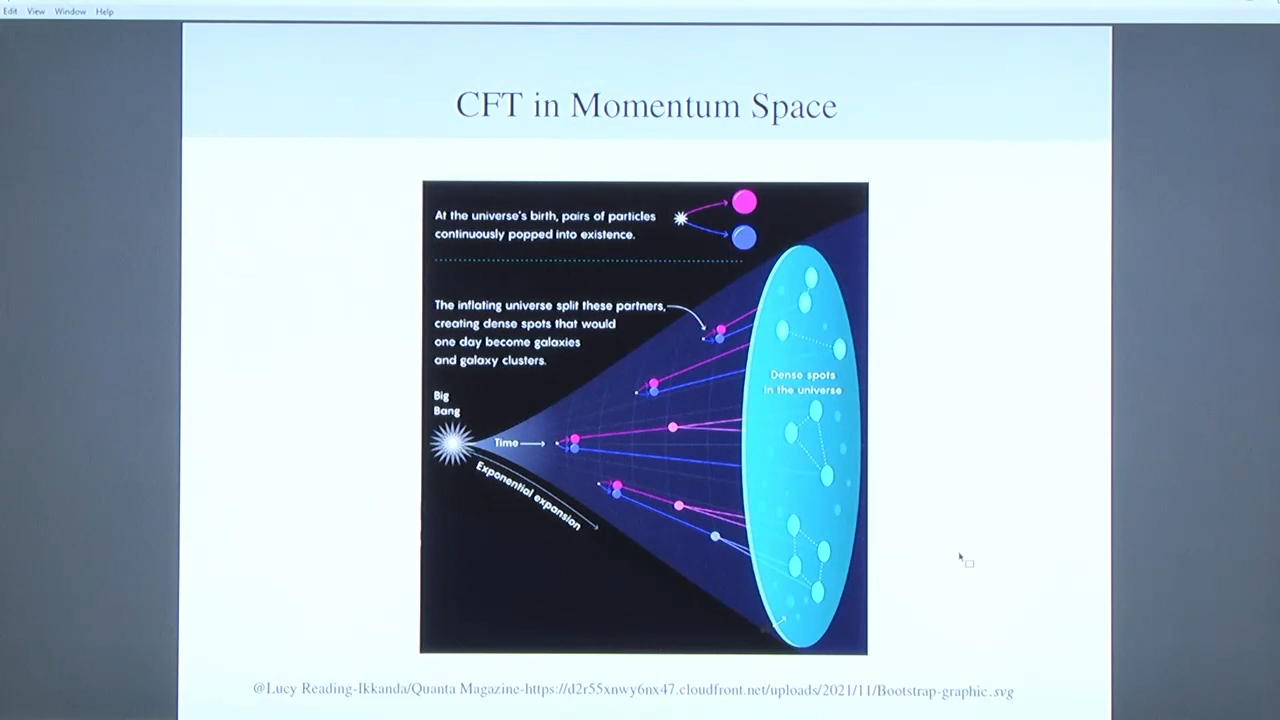 Edit View Window Help
CFT in Momentum Space
At the universe's birth, pairs of particles
continuously popped into existence.
The inflating universe split these partners,
creating dense spots that would
one day become galaxies
and galaxy clusters.
Dense spots
in the universe
Big
Bang
Time
Exponential expansion
@Lucy Reading-Ikkanda/Quanta Magazine-https://d2r55xnwy6nx47.cloudfront.net/uploads/2021/11/Bootstrap-graphic.svg